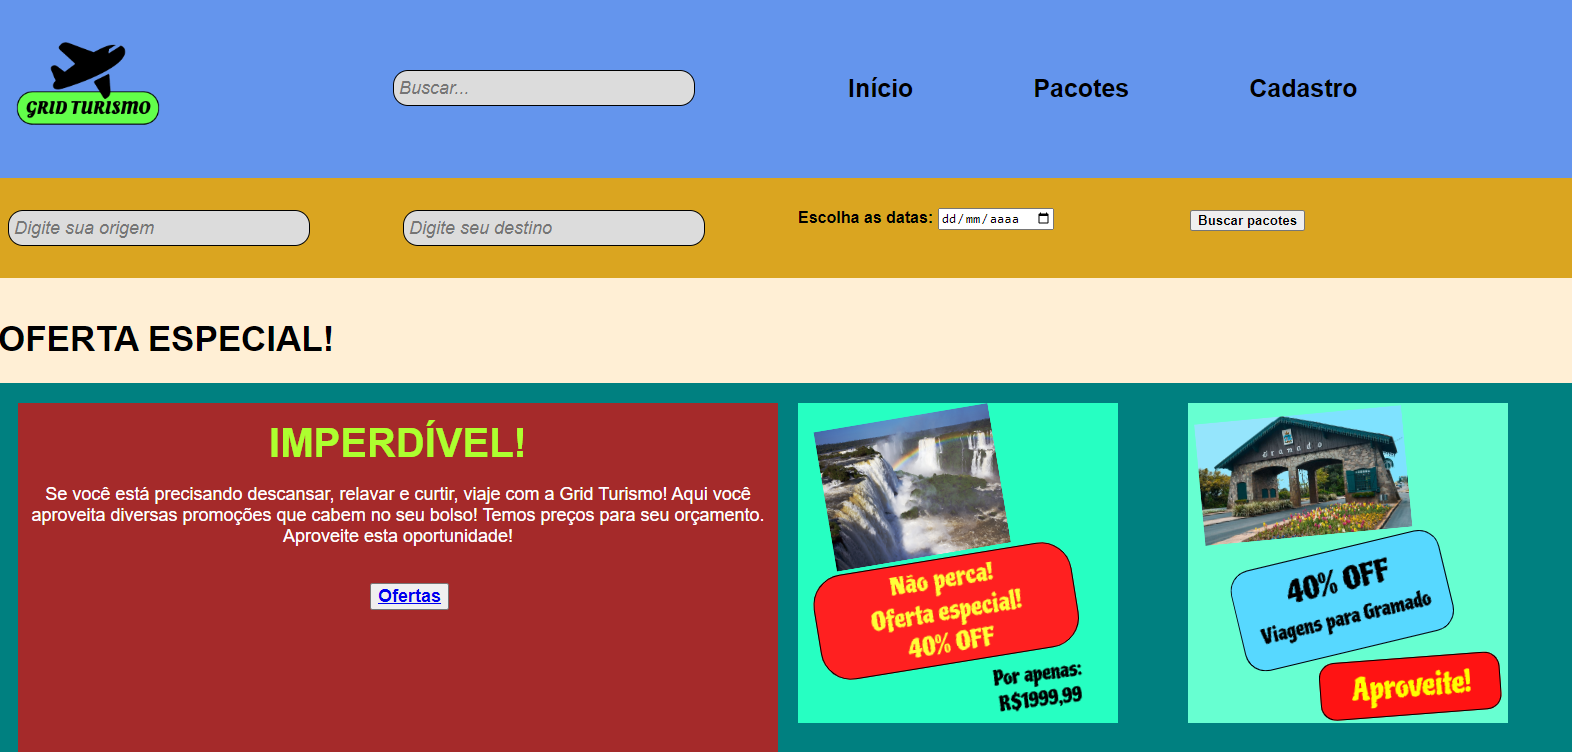 GRID TURISMO
Buscar...
Início
Pacotes
Cadastro
Digite sua origem
Digite seu destino
Escolha as datas:
dd/mm/aaaa
Buscar pacotes
OFERTA ESPECIAL!
IMPERDÍVEL!
Se você está precisando descansar, relavar e curtir, viaje com a Grid Turismo! Aqui você
aproveita diversas promoções que cabem no seu bolso! Temos preços para seu orçamento.
Aproveite esta oportunidade!
Ofertas
Não perca!
Oferta especial!
40% OFF
Por apenas:
R$1999,99
Gramado
40% OFF
Viagens para Gramado
Aproveite!